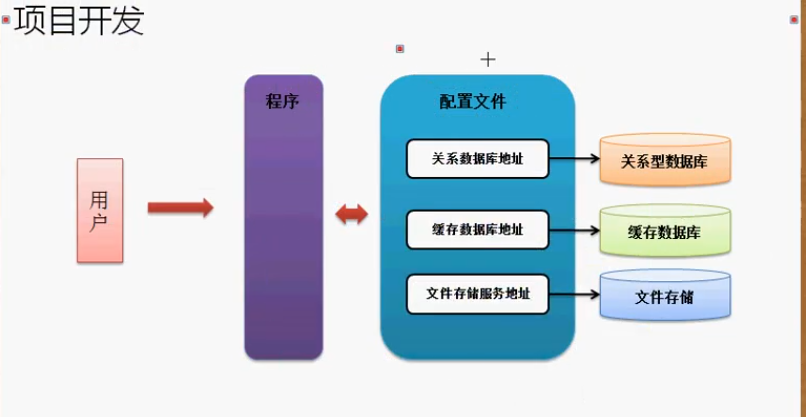 项目开发
程序
配置文件
关系数据库地址
关系型数据库
用户
缓存数据库地址
缓存数据库
文件存储服务地址
文件存储